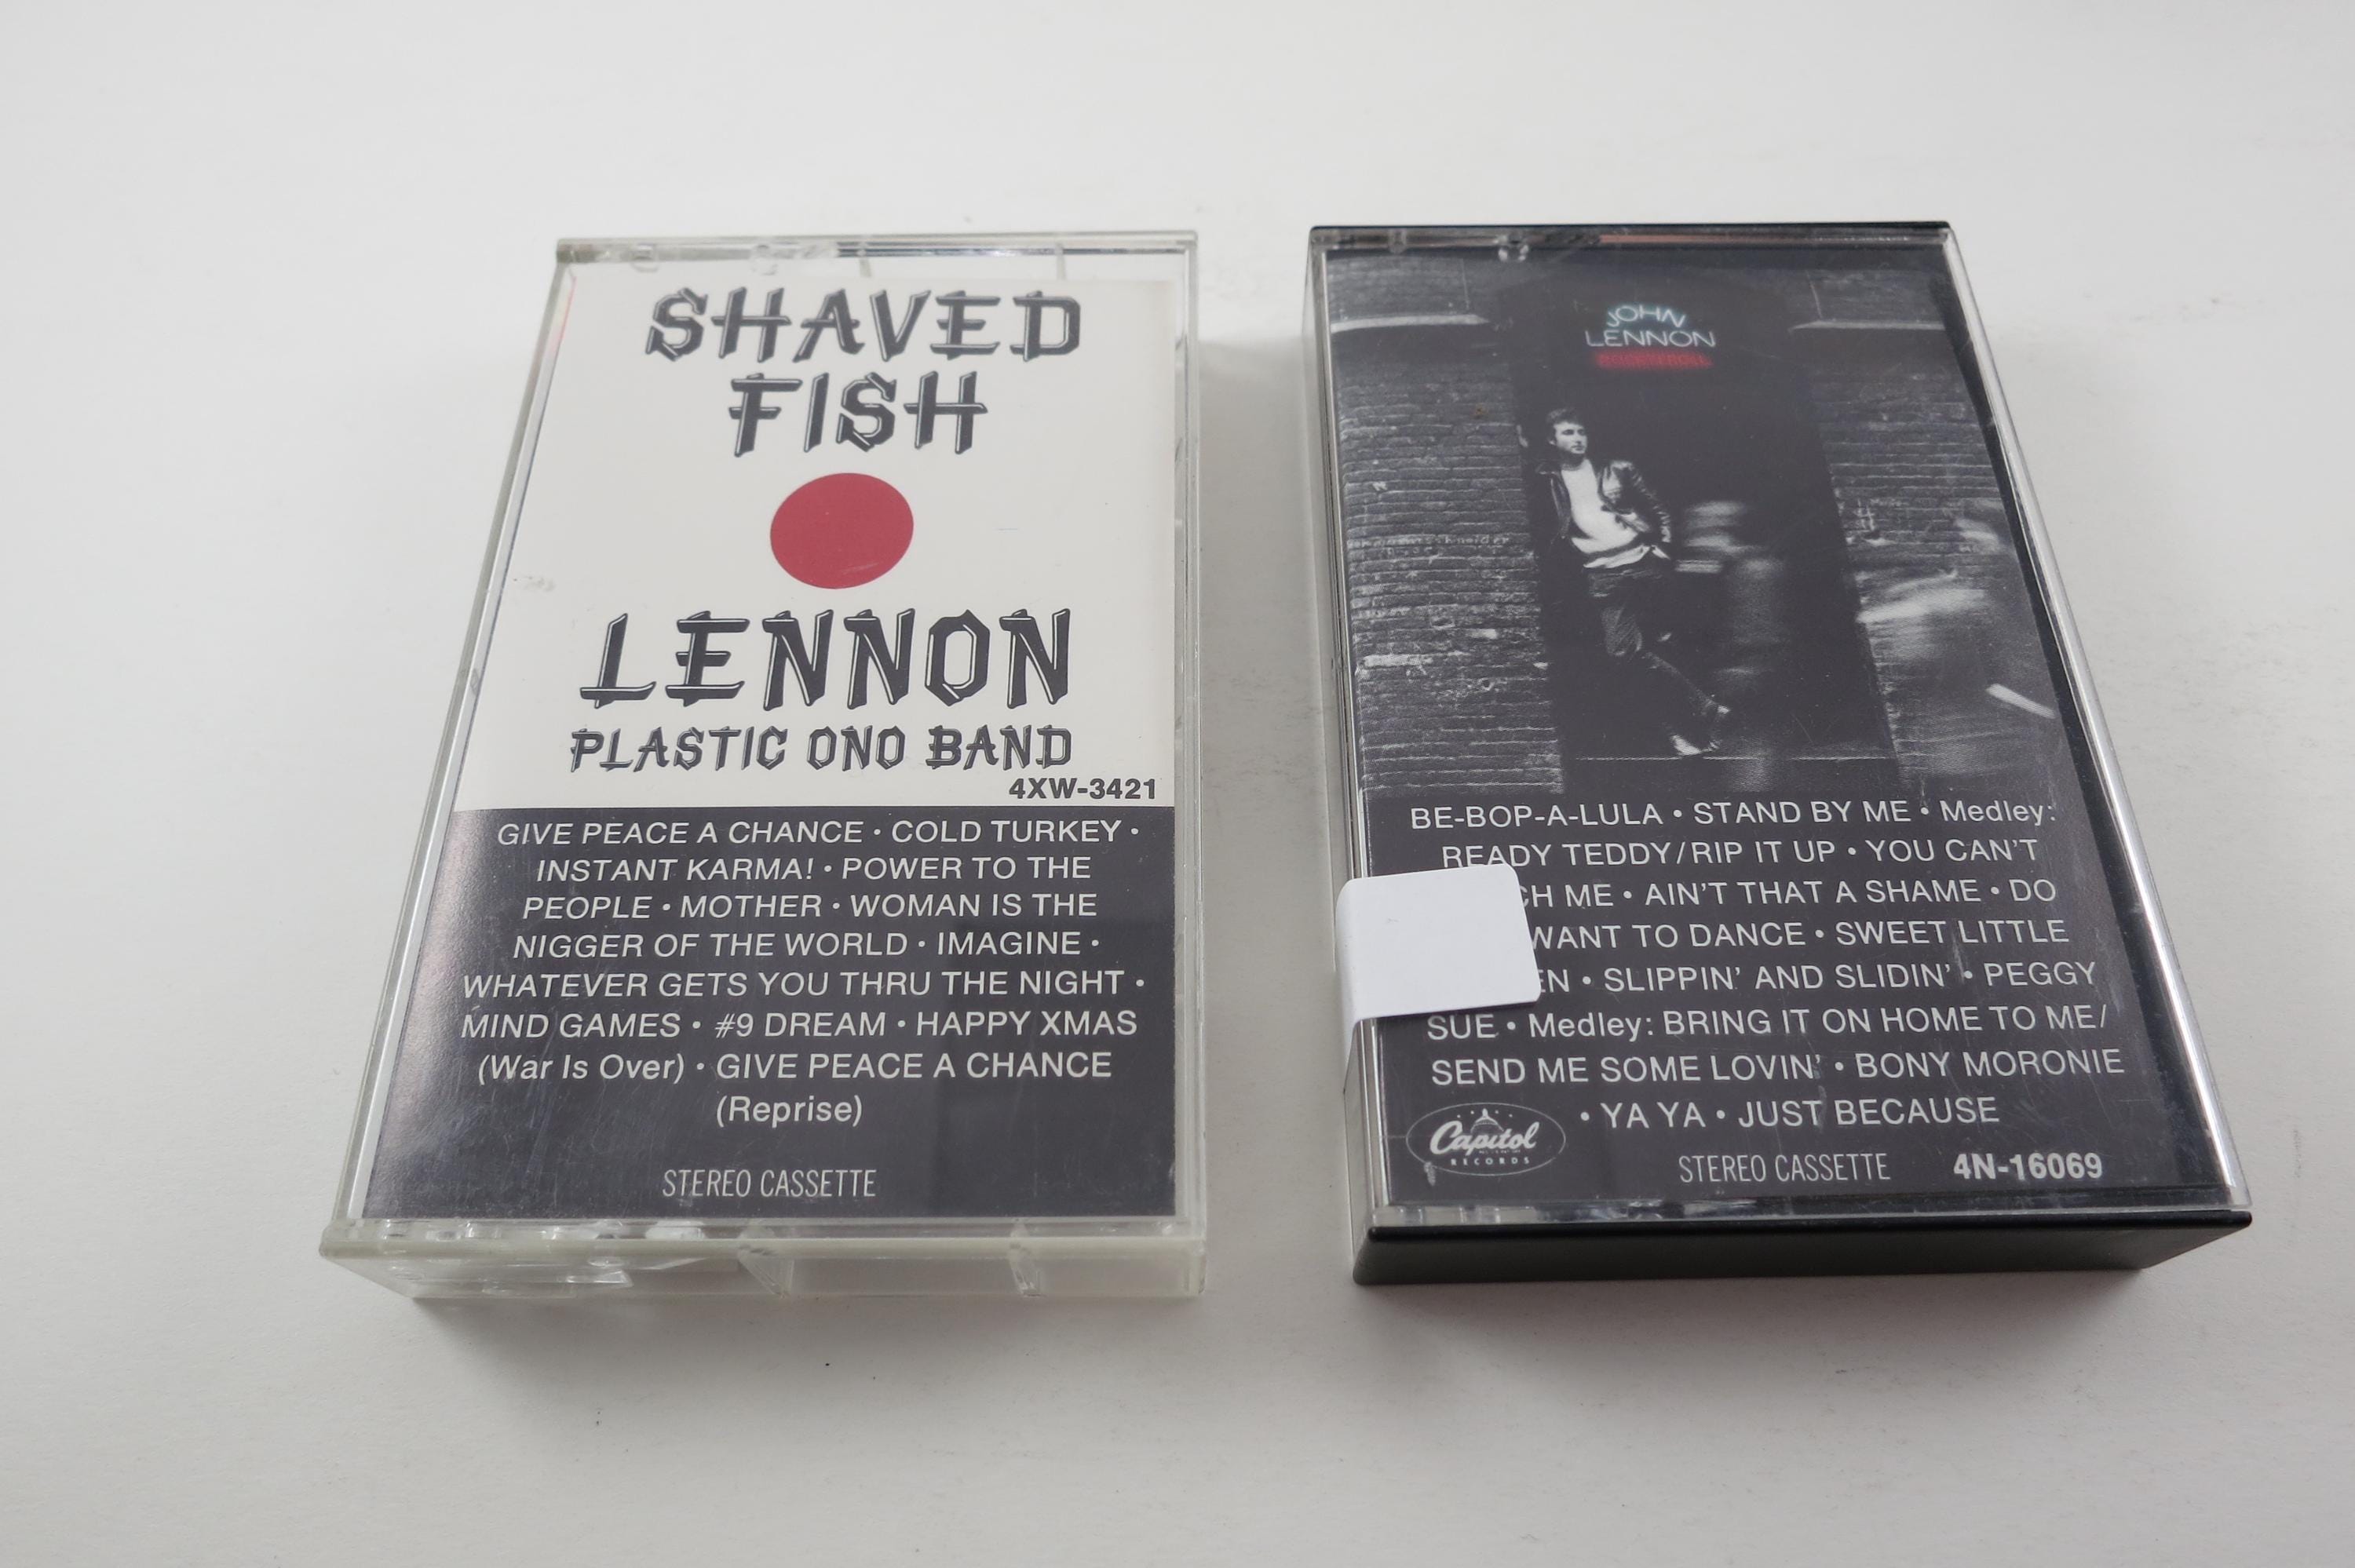 SHAVED
FISH
LENNON
PLASTIC ONO BAND
4XW-3421
GIVE PEACE A CHANCE • COLD TURKEY •
INSTANT KARMA! • POWER TO THE
PEOPLE • MOTHER • WOMAN IS THE
NIGGER OF THE WORLD • IMAGINE •
WHATEVER GETS YOU THRU THE NIGHT •
MIND GAMES • #9 DREAM • HAPPY XMAS
(War Is Over) • GIVE PEACE A CHANCE
(Reprise)
STEREO CASSETTE
JOHN
LENNON
BE-BOP-A-LULA • STAND BY ME • Medley:
READY TEDDY/RIP IT UP • YOU CAN'T
ME • AIN'T THAT A SHAME • DO
WANT TO DANCE • SWEET LITTLE
• SLIPPIN' AND SLIDIN' • PEGGY
SUE • Medley: BRING IT ON HOME TO ME/
SEND ME SOME LOVIN' • BONY MORONIE
• YA YA • JUST BECAUSE
Capitol
RECORDS
STEREO CASSETTE 4N-16069